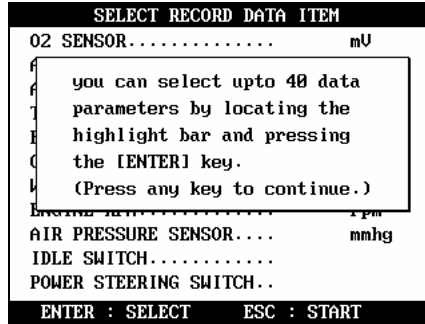 SELECT RECORD DATA ITEM
O2 SENSOR.............. mV
you can select upto 40 data
parameters by locating the
highlight bar and pressing
the [ENTER] key.
(Press any key to continue.)
AIR PRESSURE SENSOR.... mmhg
IDLE SWITCH............
POWER STEERING SWITCH..
ENTER : SELECT ESC : START